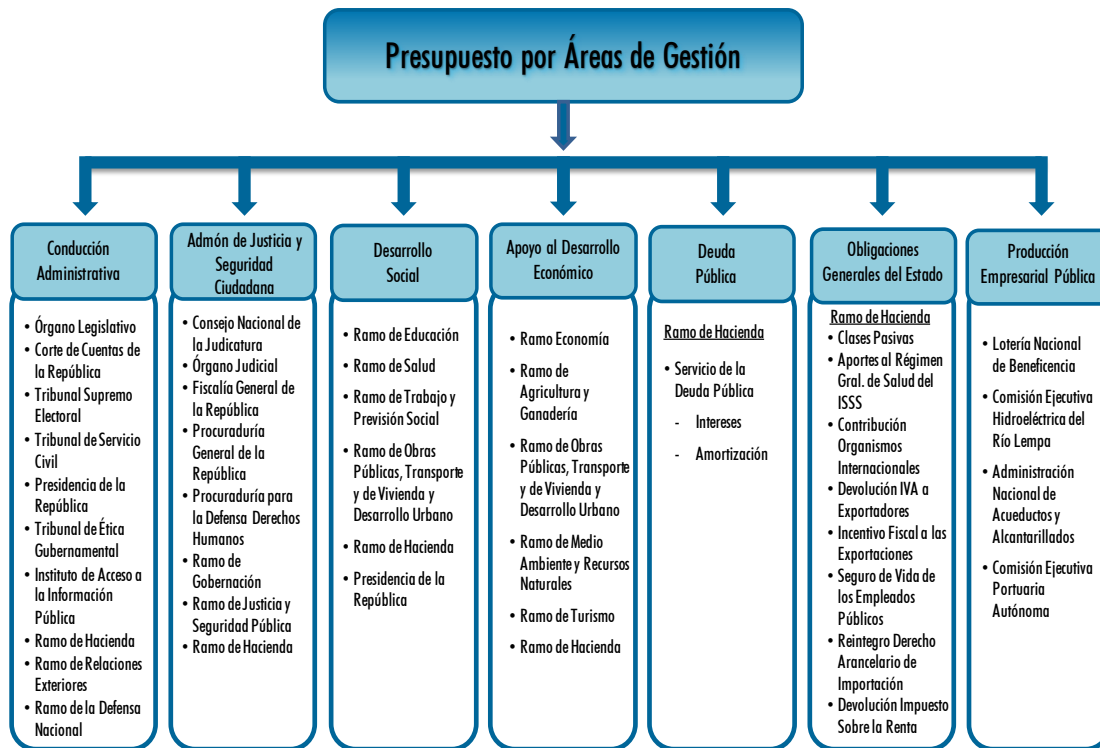 Presupuesto por Áreas de Gestión
Conducción
Administrativa
• Órgano Legislativo
• Corte de Cuentas de
la República
• Tribunal Supremo
Electoral
• Tribunal de Servicio
Civil
• Presidencia de la
República
• Tribunal de Ética
Gubernamental
• Instituto de Acceso a
la Información
Pública
• Ramo de Hacienda
• Ramo de Relaciones
Exteriores
• Ramo de la Defensa
Nacional
Admón de Justicia y
Seguridad
Ciudadana
• Consejo Nacional de
la Judicatura
• Órgano Judicial
• Fiscalía General de
la República
• Procuraduría
General de la
República
• Procuraduría para
la Defensa Derechos
Humanos
• Ramo de
Gobernación
• Ramo de Justicia y
Seguridad Pública
• Ramo de Hacienda
Desarrollo
Social
• Ramo de Educación
• Ramo de Salud
• Ramo de Trabajo y
Previsión Social
• Ramo de Obras
Públicas, Transporte
y de Vivienda y
Desarrollo Urbano
• Ramo de Hacienda
• Presidencia de la
República
Apoyo al Desarrollo
Económico
• Ramo Economía
• Ramo de
Agricultura y
Ganadería
• Ramo de Obras
Públicas, Transporte
y de Vivienda y
Desarrollo Urbano
• Ramo de Medio
Ambiente y Recursos
Naturales
• Ramo de Turismo
• Ramo de Hacienda
Deuda
Pública
Ramo de Hacienda
• Servicio de la
Deuda Pública
- Intereses
- Amortización
Obligaciones
Generales del Estado
Ramo de Hacienda
• Clases Pasivas
• Aportes al Régimen
Gral. de Salud del
ISSS
• Contribución
Organismos
Internacionales
• Devolución IVA a
Exportadores
• Incentivo Fiscal a las
Exportaciones
• Seguro de Vida de
los Empleados
Públicos
• Reintegro Derecho
Arancelario de
Importación
• Devolución Impuesto
Sobre la Renta
Producción
Empresarial Pública
• Lotería Nacional
de Beneficencia
• Comisión Ejecutiva
Hidroeléctrica del
Río Lempa
• Administración
Nacional de
Acueductos y
Alcantarillados
• Comisión Ejecutiva
Portuaria
Autónoma